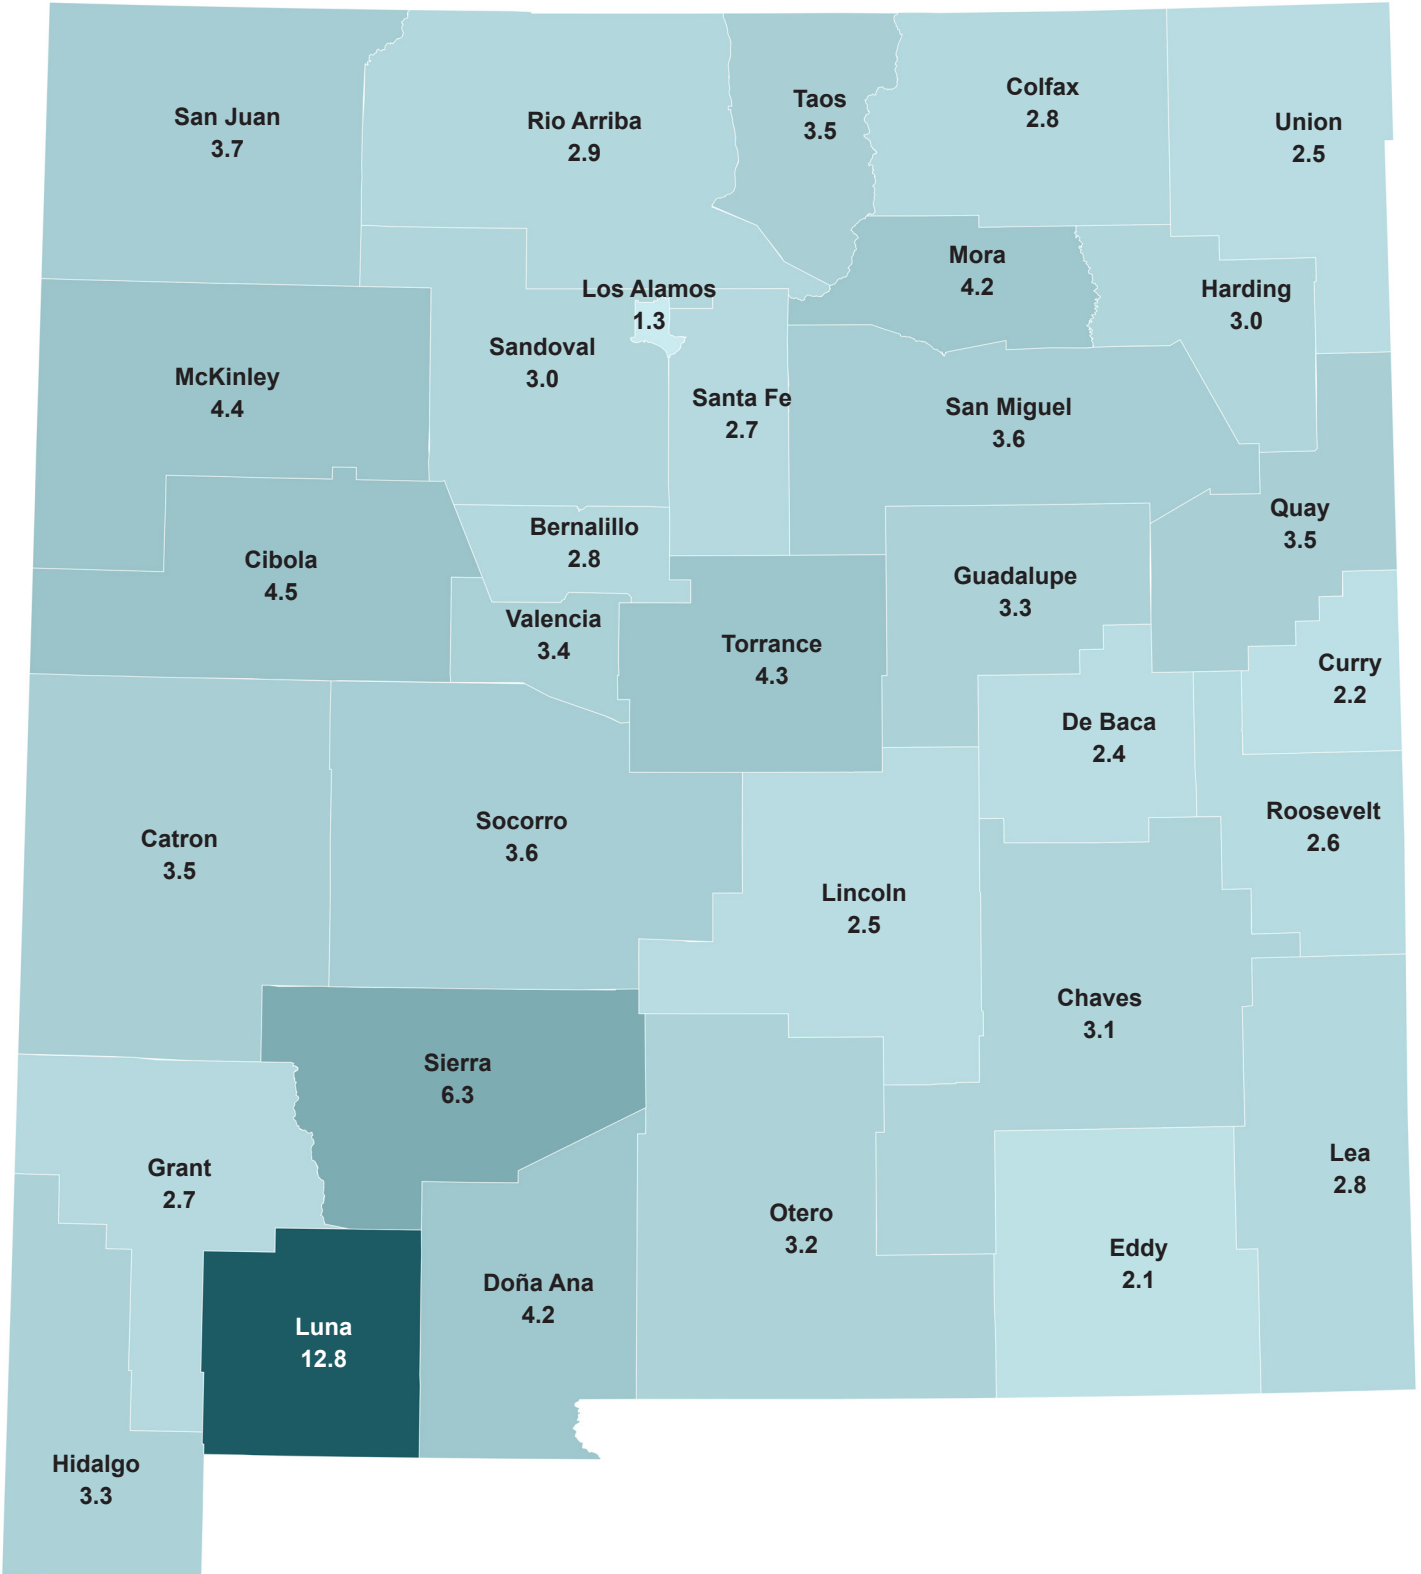 San Juan
3.7
Rio Arriba
2.9
Taos
3.5
Colfax
2.8
Union
2.5
Mora
4.2
Harding
3.0
Los Alamos
1.3
Sandoval
3.0
Santa Fe
2.7
McKinley
4.4
San Miguel
3.6
Quay
3.5
Cibola
4.5
Bernalillo
2.8
Guadalupe
3.3
Valencia
3.4
Torrance
4.3
Curry
2.2
De Baca
2.4
Roosevelt
2.6
Catron
3.5
Socorro
3.6
Lincoln
2.5
Chaves
3.1
Sierra
6.3
Grant
2.7
Lea
2.8
Otero
3.2
Eddy
2.1
Doña Ana
4.2
Luna
12.8
Hidalgo
3.3